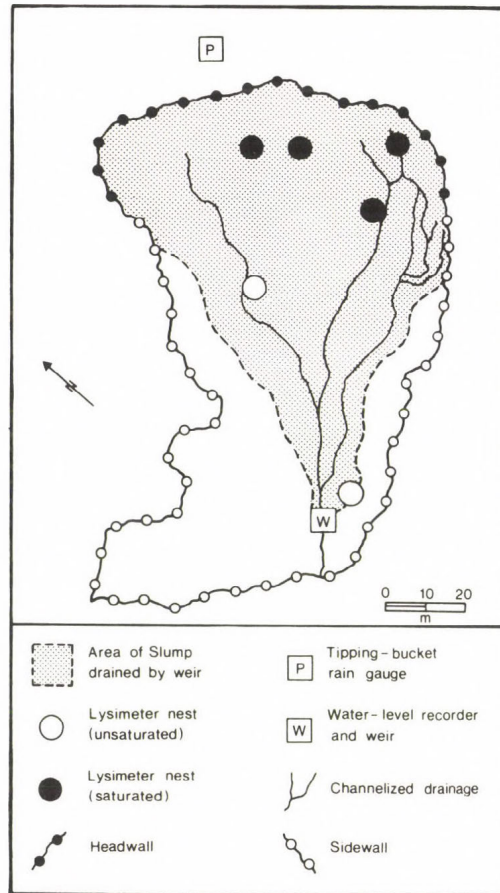 P
N
W
0 10 20
m
Area of Slump
drained by weir
P
Tipping-bucket
rain gauge
Lysimeter nest
(unsaturated)
W
Water-level recorder
and weir
Lysimeter nest
(saturated)
Channelized drainage
Headwall
Sidewall